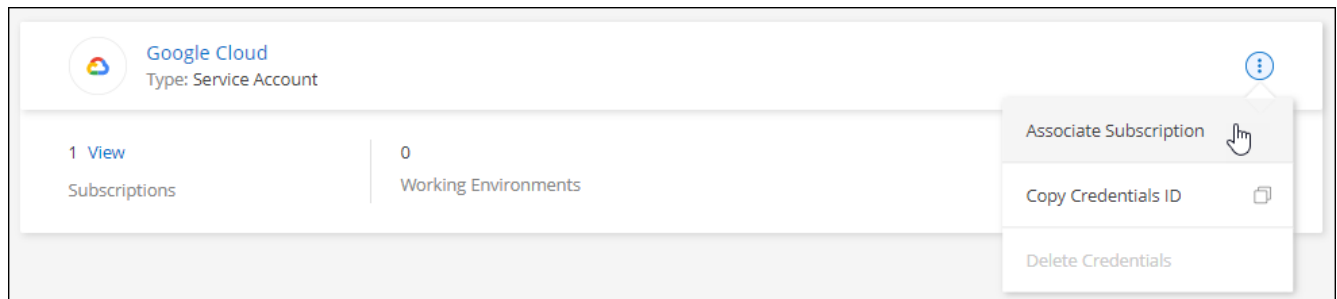 Google Cloud
Type: Service Account
Associate Subscription
1 View
0
Subscriptions
Working Environments
Copy Credentials ID
Delete Credentials